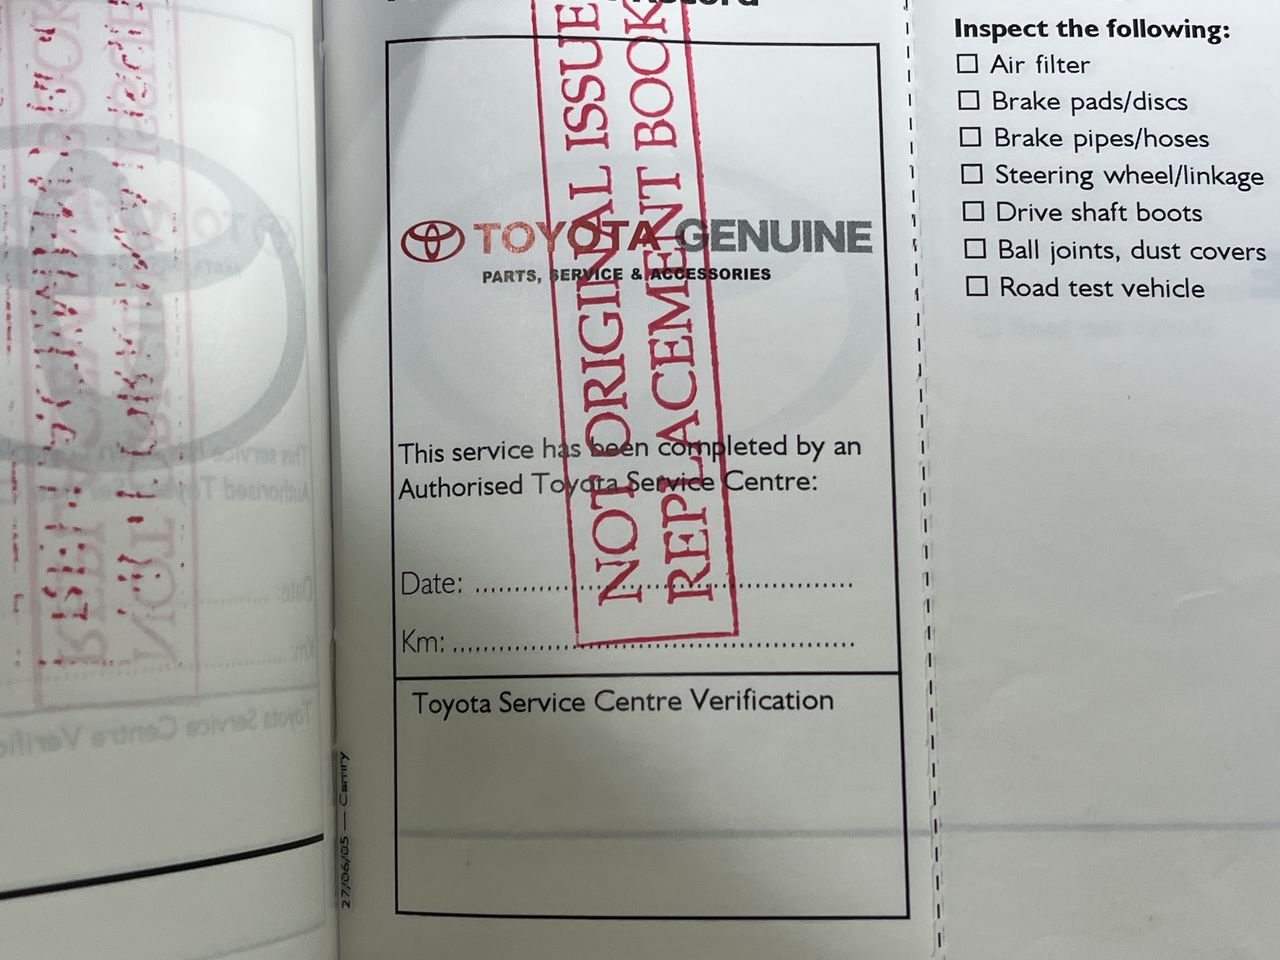 Record
NOT ORIGINAL ISSUE
REPLACEMENT BOOK
TOYOTA GENUINE
PARTS, SERVICE & ACCESSORIES
This service has been completed by an
Authorised Toyota Service Centre:
Date:
Km:
Toyota Service Centre Verification
27/06/05 — Camry
Inspect the following:
Air filter
Brake pads/discs
Brake pipes/hoses
Steering wheel/linkage
Drive shaft boots
Ball joints, dust covers
Road test vehicle